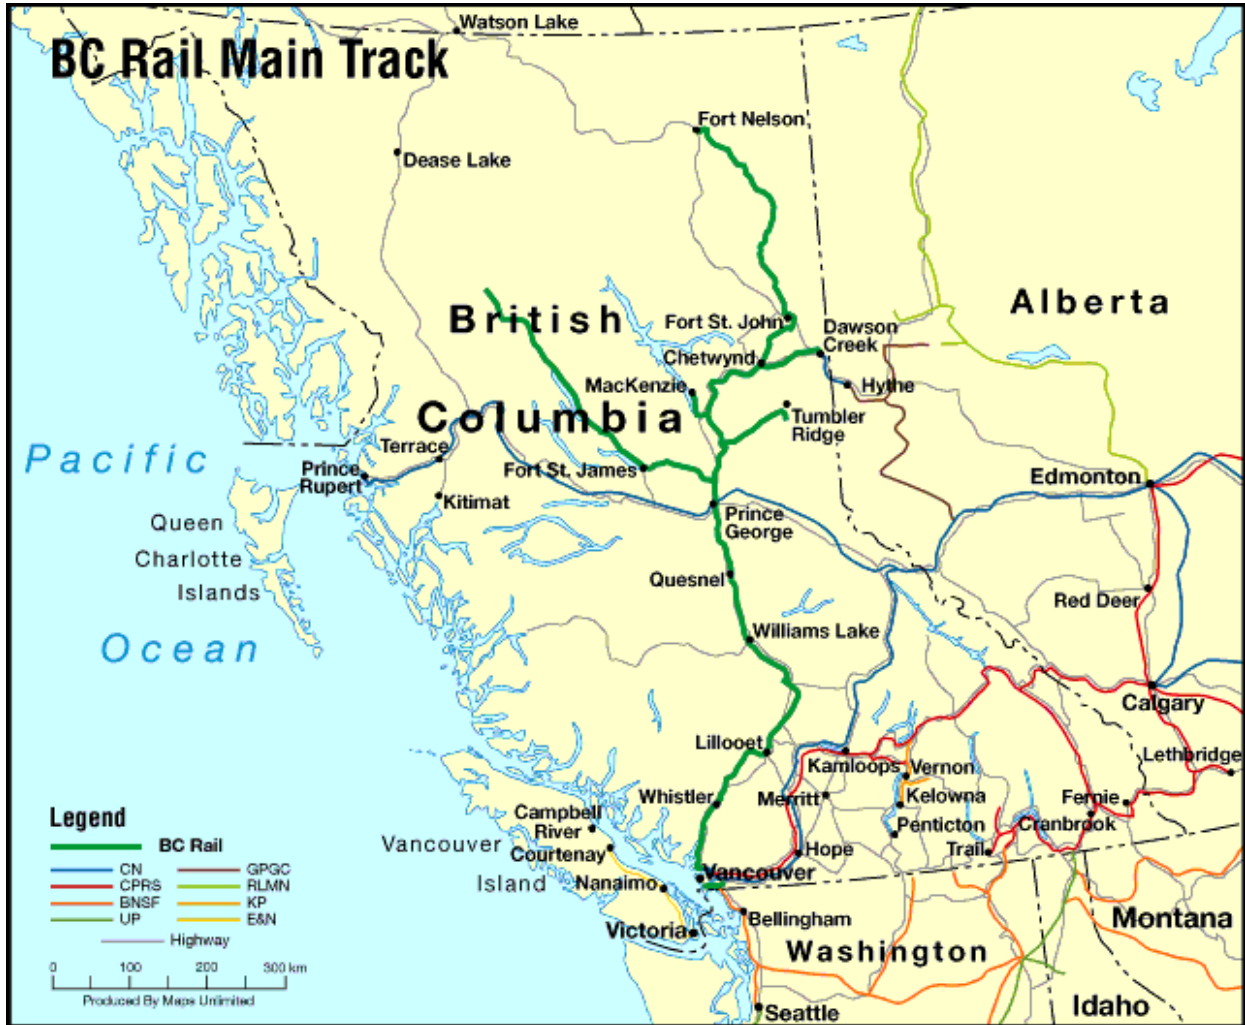 Watson Lake
BC Rail Main Track
Fort Nelson
Dease Lake
Alberta
British
Fort St. John
Dawson
Creek
Chetwynd
MacKenzie
Hythe
Columbia
Tumbler
Ridge
Pacific
Terrace
Prince
Rupert
Fort St. James
Edmonton
Kitimat
Prince
George
Queen
Charlotte
Islands
Quesnel
Red Deer
Ocean
Williams Lake
Calgary
Lillooet
Lethbridge
Kamloops
Vernon
Whistler
Merritt
Kelowna
Fernie
Cranbrook
Campbell
River
Penticton
Vancouver
Island
Courtenay
Hope
Trail
Nanaimo
Vancouver
Victoria
Bellingham
Montana
Washington
Idaho
Seattle
Legend
BC Rail
CN
GPGC
CPRS
RLMN
BNSF
KP
UP
E&N
Highway
0 100 200 300 km
Produced By Maps Unlimited